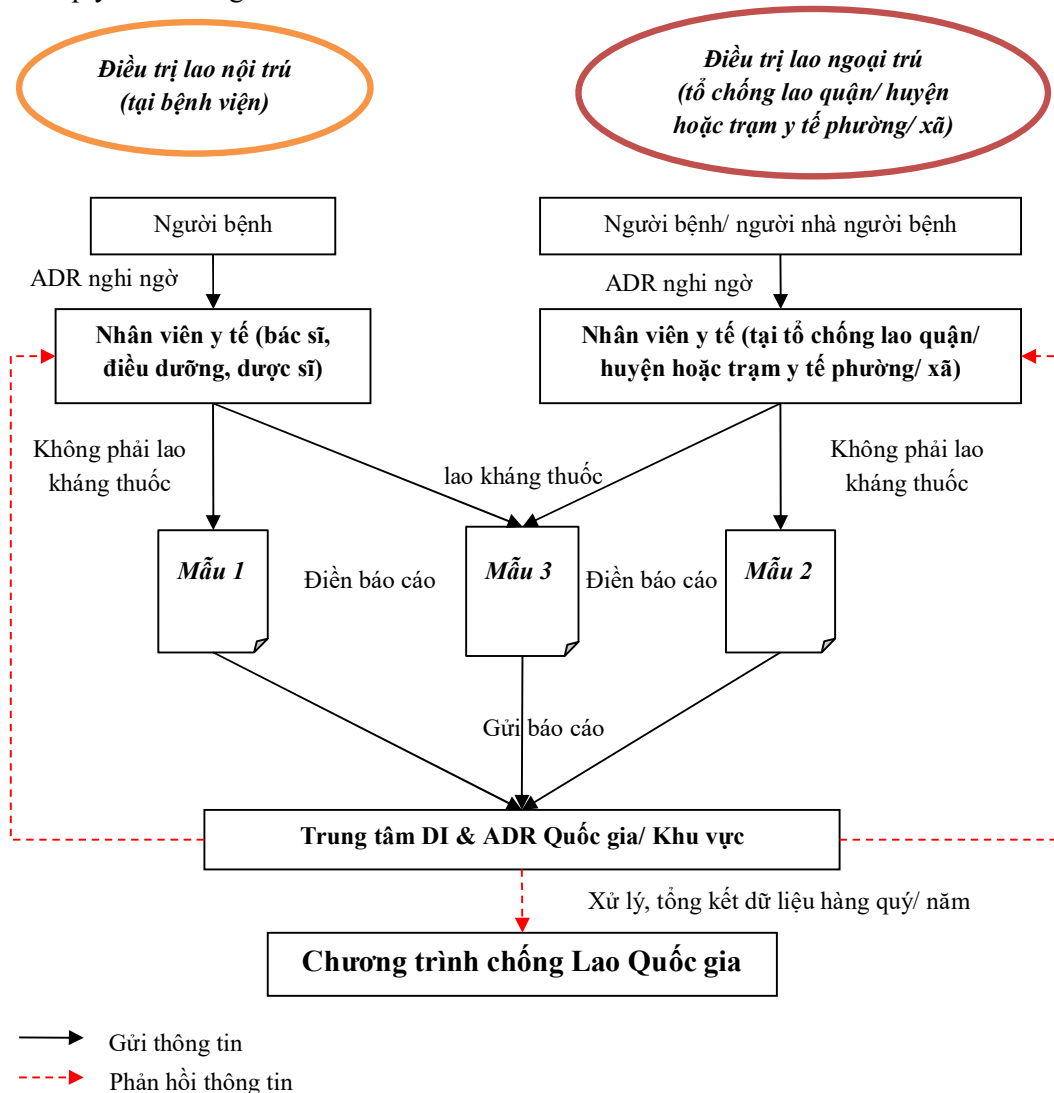 Điều trị lao nội trú
(tại bệnh viện)
Điều trị lao ngoại trú
(tổ chống lao quận/ huyện
hoặc trạm y tế phường/ xã)
Người bệnh
Người bệnh/ người nhà người bệnh
ADR nghi ngờ
ADR nghi ngờ
Nhân viên y tế (bác sĩ,
điều dưỡng, dược sĩ)
Nhân viên y tế (tại tổ chống lao quận/
huyện hoặc trạm y tế phường/ xã)
Không phải lao
kháng thuốc
lao kháng thuốc
Không phải lao
kháng thuốc
Mẫu 1
Điền báo cáo
Mẫu 3
Điền báo cáo
Mẫu 2
Gửi báo cáo
Trung tâm DI & ADR Quốc gia/ Khu vực
Xử lý, tổng kết dữ liệu hàng quý/ năm
Chương trình chống Lao Quốc gia
Gửi thông tin
Phản hồi thông tin